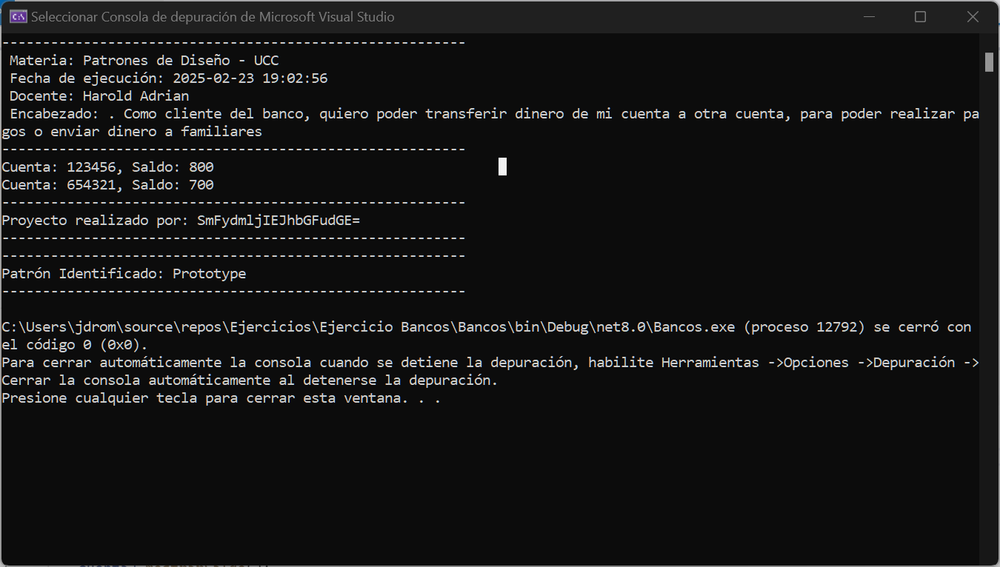 Seleccionar Consola de depuración de Microsoft Visual Studio
---------------------------------------------------------
Materia: Patrones de Diseño - UCC
Fecha de ejecución: 2025-02-23 19:02:56
Docente: Harold Adrian
Encabezado: . Como cliente del banco, quiero poder transferir dinero de mi cuenta a otra cuenta, para poder realizar pa
gos o enviar dinero a familiares
---------------------------------------------------------
Cuenta: 123456, Saldo: 800
Cuenta: 654321, Saldo: 700
---------------------------------------------------------
Proyecto realizado por: SmFydmljIEJhbGFudGE=
---------------------------------------------------------
---------------------------------------------------------
Patrón Identificado: Prototype
---------------------------------------------------------
C:\Users\jdrom\source\repos\Ejercicios\Ejercicio Bancos\Bancos\bin\Debug\net8.0\Bancos.exe (proceso 12792) se cerró con
el código 0 (0x0).
Para cerrar automáticamente la consola cuando se detiene la depuración, habilite Herramientas ->Opciones ->Depuración ->
Cerrar la consola automáticamente al detenerse la depuración.
Presione cualquier tecla para cerrar esta ventana. . .